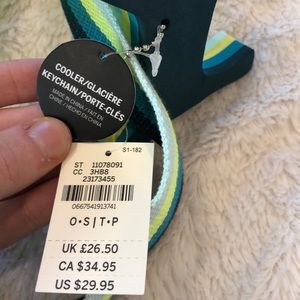 COOLER/GLACIÈRE
KEYCHAIN/PORTE-CLÉS
MADE IN CHINA / FAIT EN
CHINE / HECHO EN CHINA
S1-182
ST 11078091
CC 3HB8
23173455
0667541913741
O•S|T•P
UK £26.50
CA $34.95
US $29.95